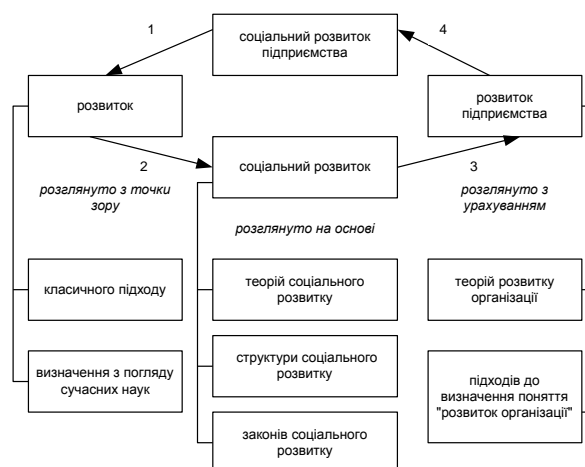 1
4
соціальний розвиток
підприємства
розвиток
розвиток
підприємства
2
соціальний розвиток
3
розглянуто з точки
зору
розглянуто з
урахуванням
розглянуто на основі
класичного підходу
теорій соціального
розвитку
теорій розвитку
організації
визначення з погляду
сучасних наук
структури соціального
розвитку
підходів до
визначення поняття
"розвиток організації"
законів соціального
розвитку